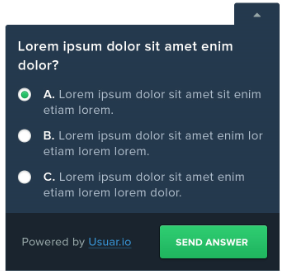 Lorem ipsum dolor sit amet enim
dolor?
A. Lorem ipsum dolor sit amet sit enim
etiam lorem.
B. Lorem ipsum dolor sit amet enim lor
etiam lorem lorem.
C. Lorem ipsum dolor sit amet enim
etiam lorem lorem dolor.
Powered by Usuar.io
SEND ANSWER